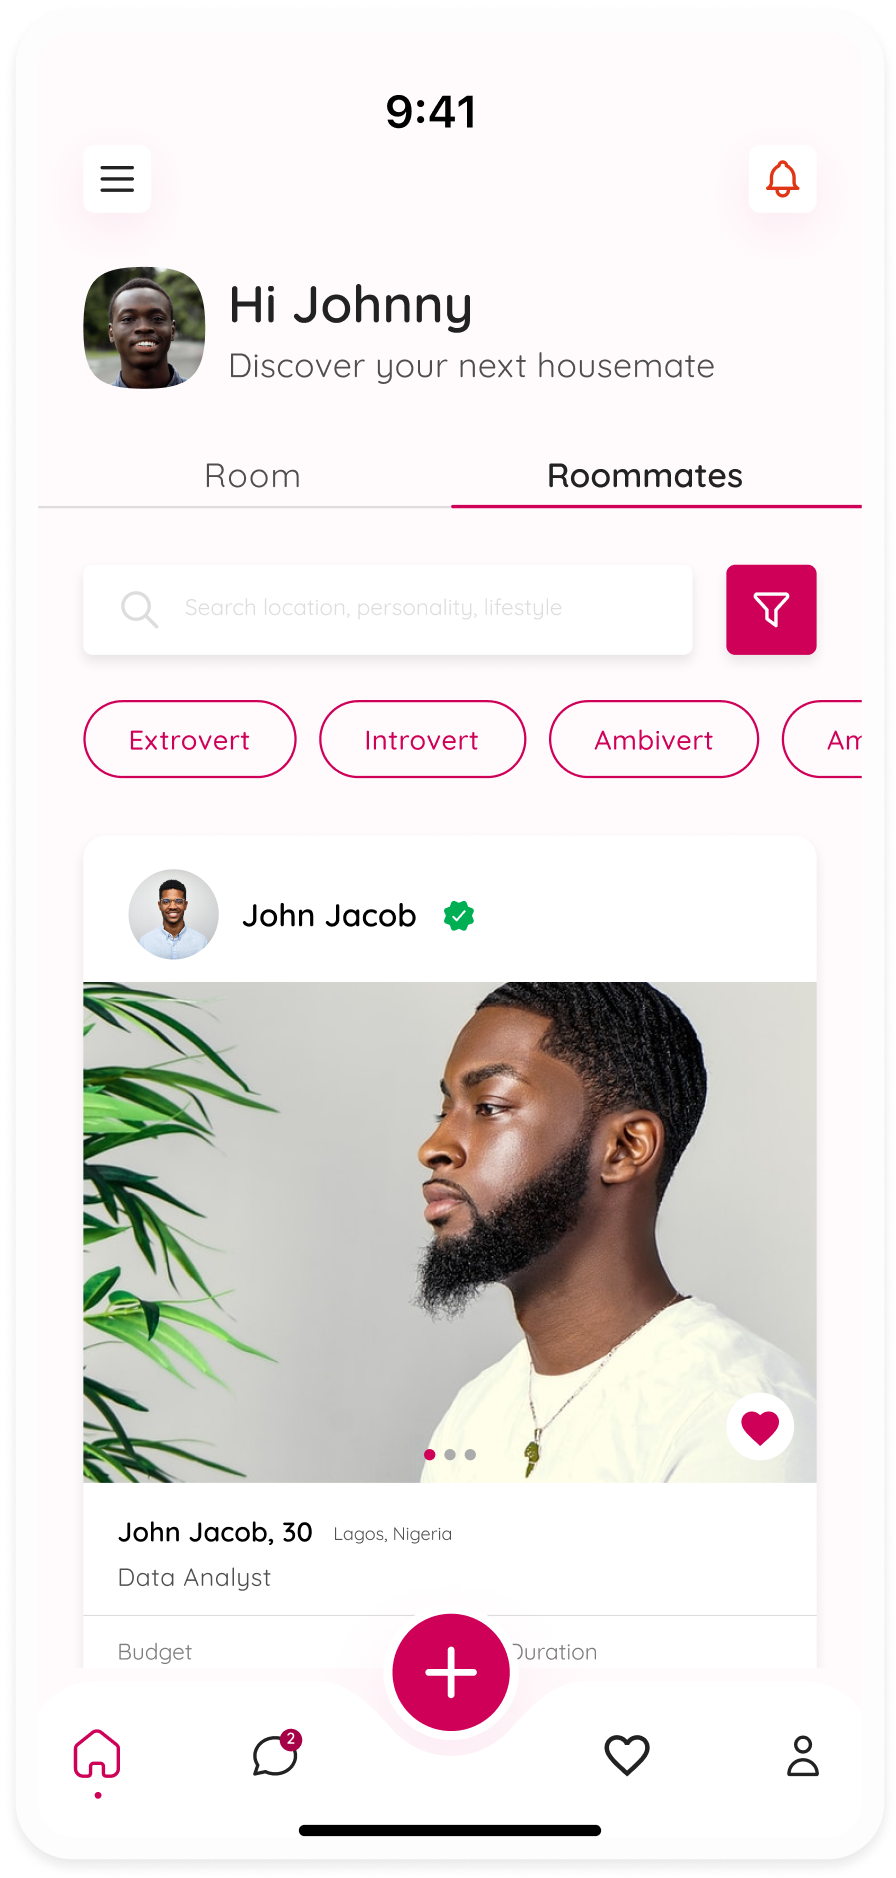 9:41
Hi Johnny
Discover your next housemate
Room Roommates
Search location, personality, lifestyle
Extrovert Introvert Ambivert Am
John Jacob
John Jacob, 30 Lagos, Nigeria
Data Analyst
Budget Duration
2